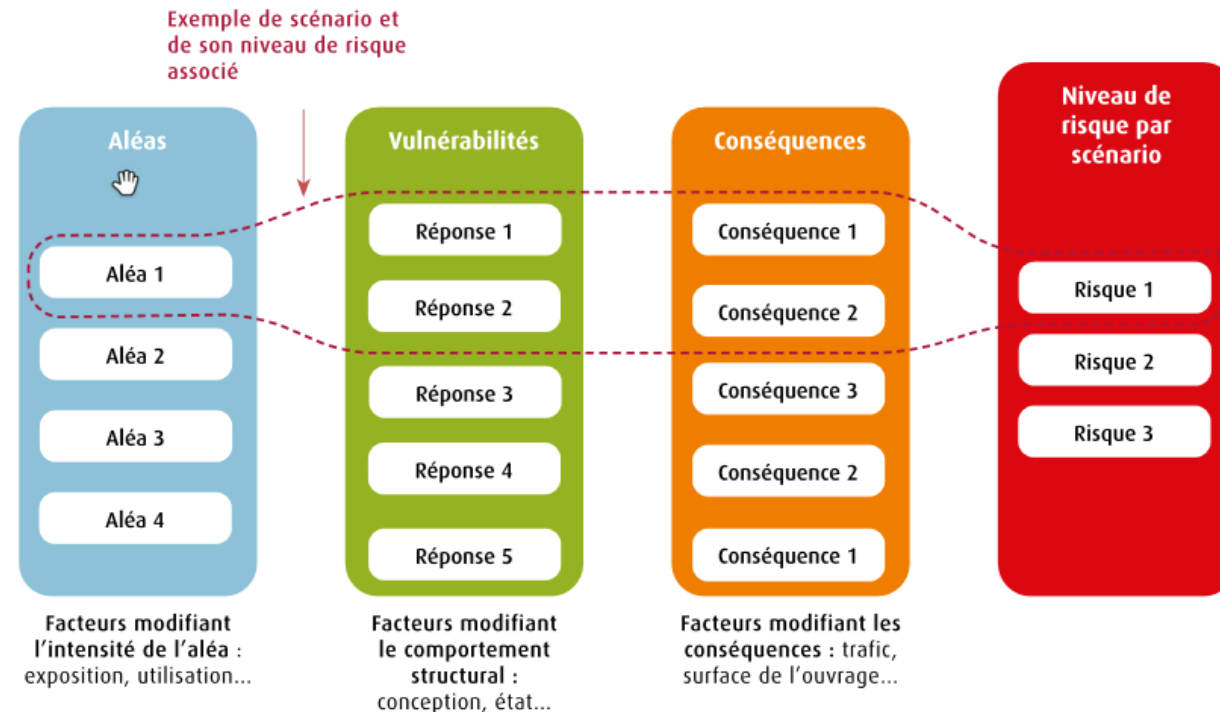 Exemple de scénario et
de son niveau de risque
associé
Aléas
Aléa 1
Aléa 2
Aléa 3
Aléa 4
Facteurs modifiant
l'intensité de l'aléa :
exposition, utilisation...
Vulnérabilités
Réponse 1
Réponse 2
Réponse 3
Réponse 4
Réponse 5
Facteurs modifiant
le comportement
structural :
conception, état...
Conséquences
Conséquence 1
Conséquence 2
Conséquence 3
Conséquence 2
Conséquence 1
Facteurs modifiant les
conséquences : trafic,
surface de l'ouvrage...
Niveau de
risque par
scénario
Risque 1
Risque 2
Risque 3